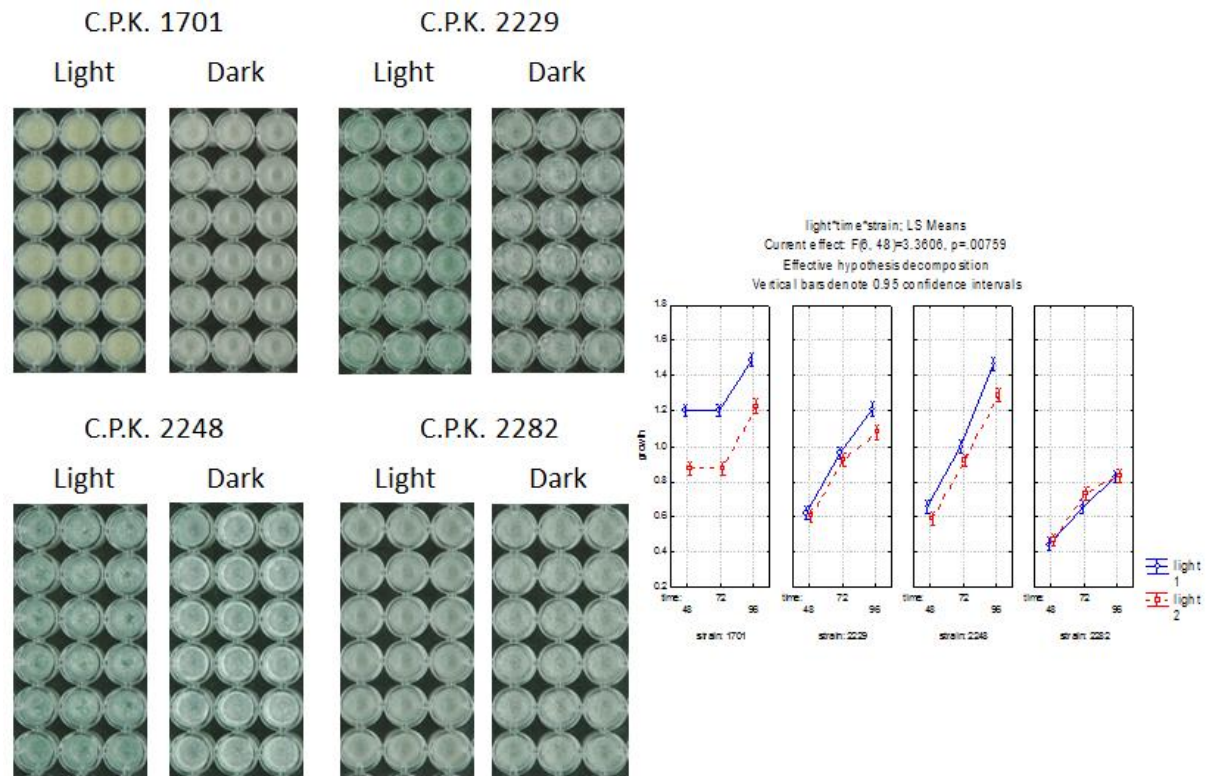 C.P.K. 1701
Light Dark
C.P.K. 2229
Light Dark
C.P.K. 2248
Light Dark
C.P.K. 2282
Light Dark
light*time*strain; LS Means
Current effect: F(6, 48)=3.3606, p=.00759
Effective hypothesis decomposition
Vertical bars denote 0.95 confidence intervals
1.8
1.6
1.4
1.2
1.0
0.8
0.6
0.4
0.2
growth
time: 48 72 96
strain: 1701
time: 48 72 96
strain: 2229
time: 48 72 96
strain: 2248
time: 48 72 96
strain: 2282
light
1
light
2